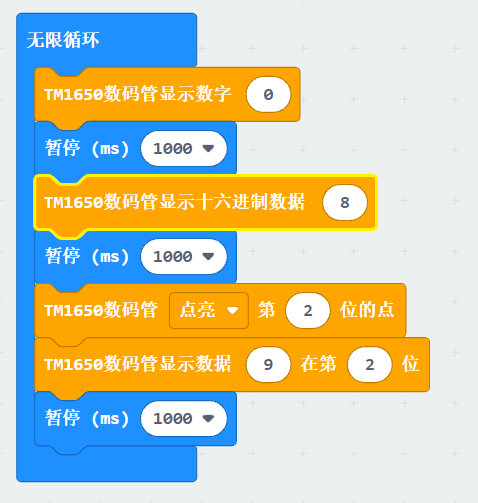 无限循环
TM1650数码管显示数字 0
暂停 (ms) 1000
TM1650数码管显示十六进制数据 8
暂停 (ms) 1000
TM1650数码管 点亮 第 2 位的点
TM1650数码管显示数据 9 在第 2 位
暂停 (ms) 1000